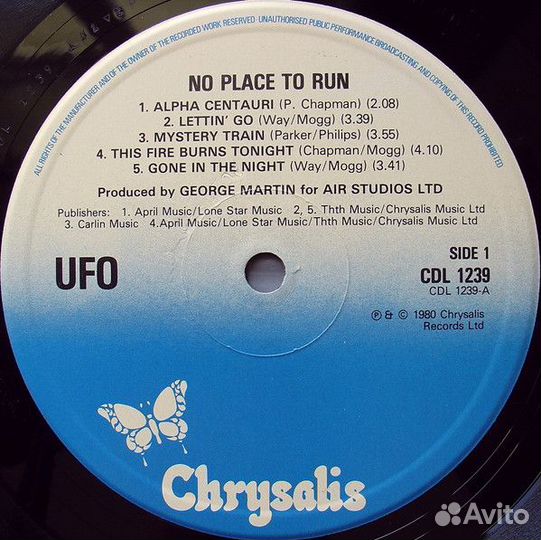 ALL RIGHTS OF THE MANUFACTURER AND OF THE OWNER OF THE RECORDED WORK RESERVED · UNAUTHORISED PUBLIC PERFORMANCE BROADCASTING AND COPYING OF THIS RECORD PROHIBITED
NO PLACE TO RUN
1. ALPHA CENTAURI (P. Chapman) (2.08)
2. LETTIN' GO (Way/Mogg) (3.39)
3. MYSTERY TRAIN (Parker/Philips) (3.55)
4. THIS FIRE BURNS TONIGHT (Chapman/Mogg) (4.10)
5. GONE IN THE NIGHT (Way/Mogg) (3.41)
Produced by GEORGE MARTIN for AIR STUDIOS LTD
Publishers: 1. April Music/Lone Star Music 2, 5. Thth Music/Chrysalis Music Ltd
3. Carlin Music 4.April Music/Lone Star Music/Thth Music/Chrysalis Music Ltd
UFO
SIDE 1
CDL 1239
CDL 1239-A
℗ & © 1980 Chrysalis
Records Ltd
Chrysalis
Avito